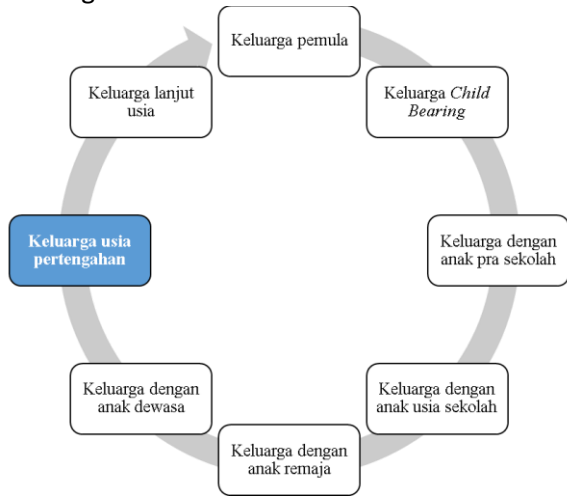 Keluarga pemula
Keluarga Child
Bearing
Keluarga dengan
anak pra sekolah
Keluarga dengan
anak usia sekolah
Keluarga dengan
anak remaja
Keluarga dengan
anak dewasa
Keluarga usia
pertengahan
Keluarga lanjut
usia